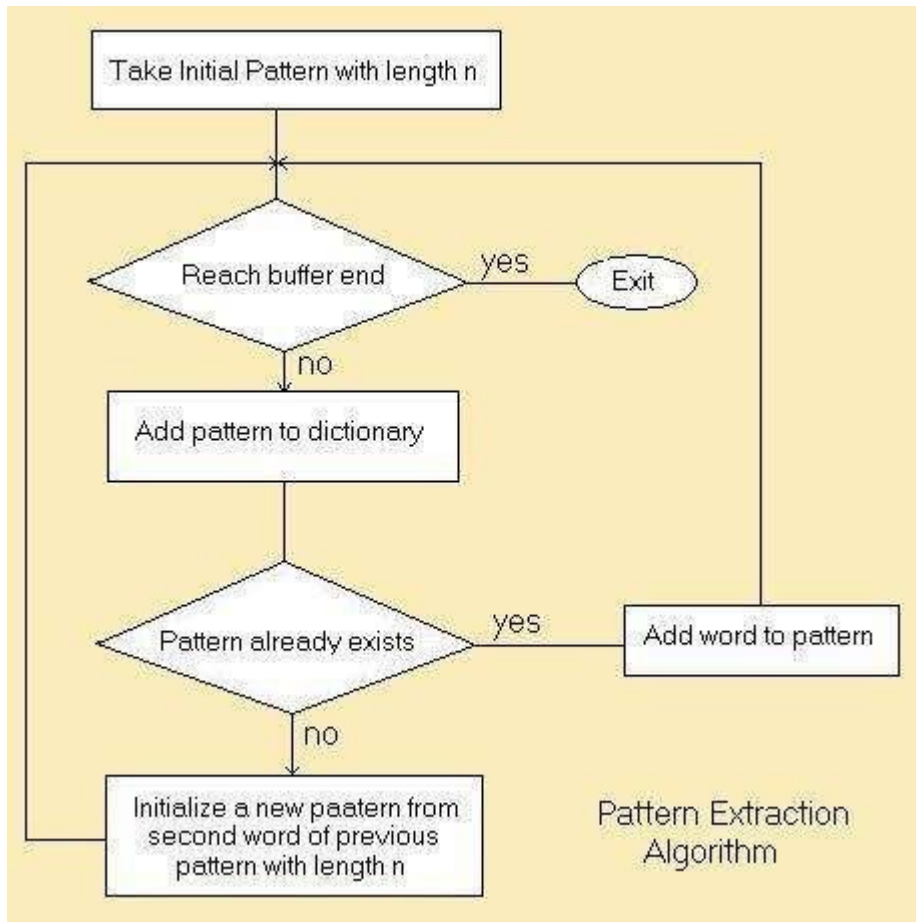 Take Initial Pattern with length n
Reach buffer end
yes
Exit
no
Add pattern to dictionary
Pattern already exists
yes
Add word to pattern
no
Initialize a new paatern from
second word of previous
pattern with length n
Pattern Extraction
Algorithm